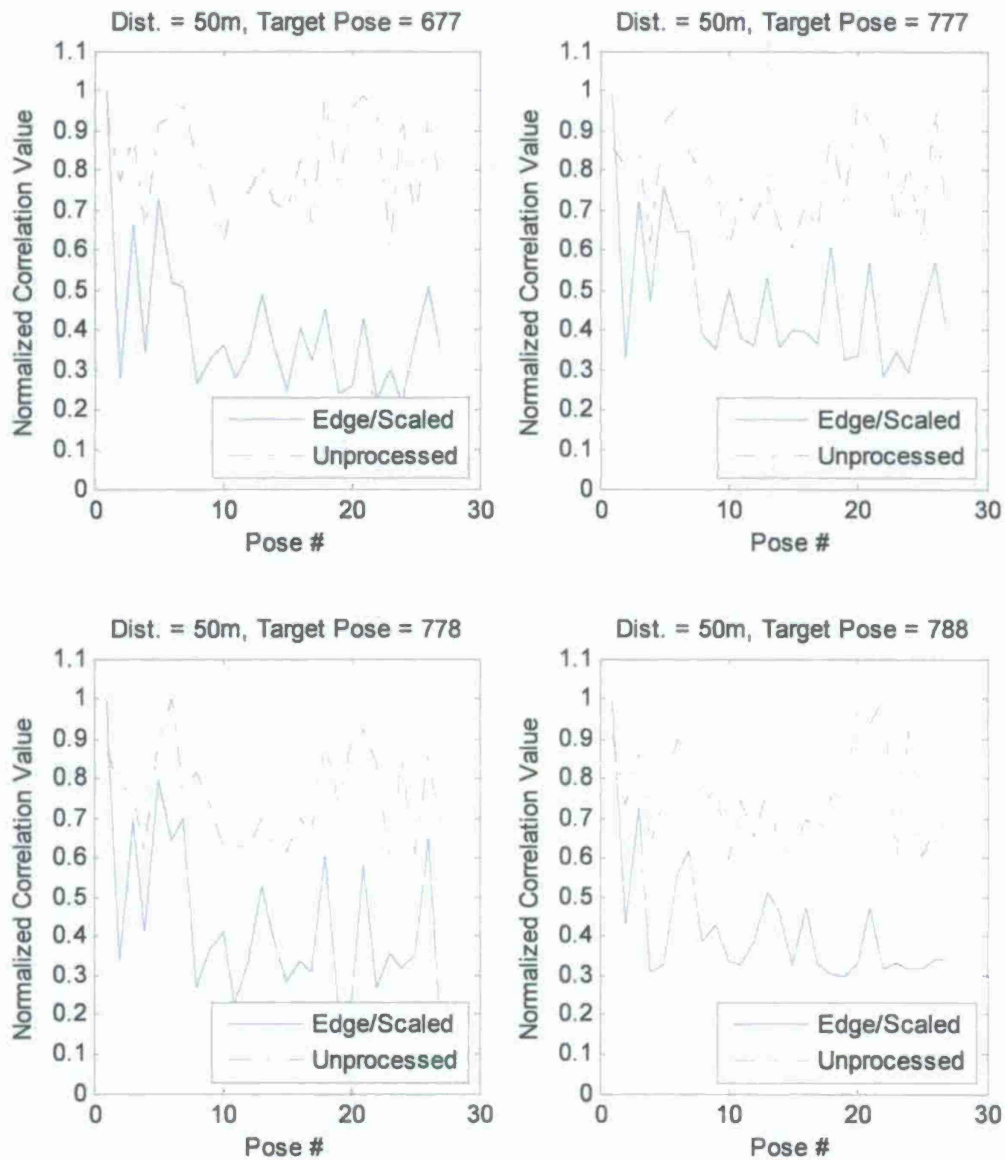 Dist. = 50m, Target Pose = 677
Normalized Correlation Value
1.1
1
0.9
0.8
0.7
0.6
0.5
0.4
0.3
0.2
0.1
0
0 10 20 30
Pose #
Edge/Scaled
Unprocessed
Dist. = 50m, Target Pose = 777
Normalized Correlation Value
1.1
1
0.9
0.8
0.7
0.6
0.5
0.4
0.3
0.2
0.1
0
0 10 20 30
Pose #
Edge/Scaled
Unprocessed
Dist. = 50m, Target Pose = 778
Normalized Correlation Value
1.1
1
0.9
0.8
0.7
0.6
0.5
0.4
0.3
0.2
0.1
0
0 10 20 30
Pose #
Edge/Scaled
Unprocessed
Dist. = 50m, Target Pose = 788
Normalized Correlation Value
1.1
1
0.9
0.8
0.7
0.6
0.5
0.4
0.3
0.2
0.1
0
0 10 20 30
Pose #
Edge/Scaled
Unprocessed